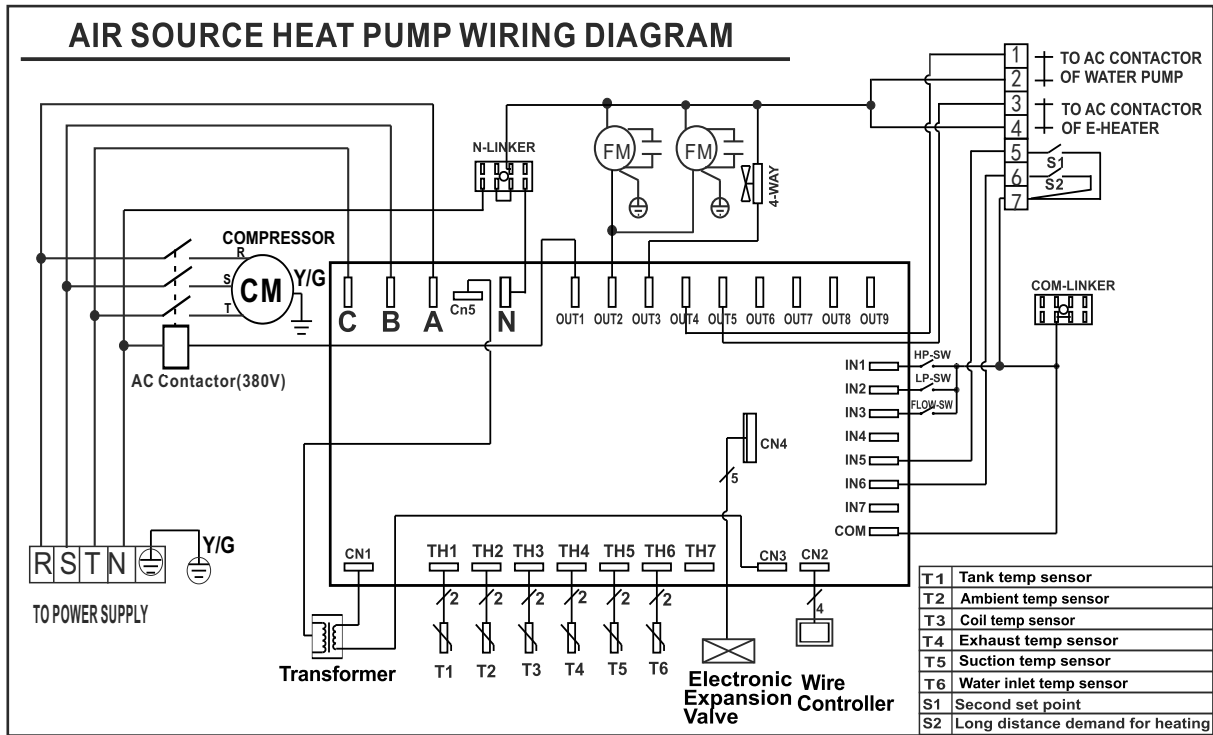 AIR SOURCE HEAT PUMP WIRING DIAGRAM
1
2
3
4
5
6
7
TO AC CONTACTOR
OF WATER PUMP
TO AC CONTACTOR
OF E-HEATER
S1
S2
N-LINKER
FM
FM
4-WAY
COMPRESSOR
R
S
T
CM
Y/G
AC Contactor(380V)
COM-LINKER
C
B
A
Cn5
N
OUT1
OUT2
OUT3
OUT4
OUT5
OUT6
OUT7
OUT8
OUT9
IN1
HP-SW
IN2
LP-SW
IN3
FLOW-SW
IN4
IN5
IN6
IN7
COM
CN4
5
R S T N
Y/G
TO POWER SUPPLY
CN1
TH1
TH2
TH3
TH4
TH5
TH6
TH7
CN3
CN2
2
2
2
2
2
2
4
Transformer
T1
T2
T3
T4
T5
T6
Electronic
Expansion
Valve
Wire
Controller
T1 Tank temp sensor
T2 Ambient temp sensor
T3 Coil temp sensor
T4 Exhaust temp sensor
T5 Suction temp sensor
T6 Water inlet temp sensor
S1 Second set point
S2 Long distance demand for heating